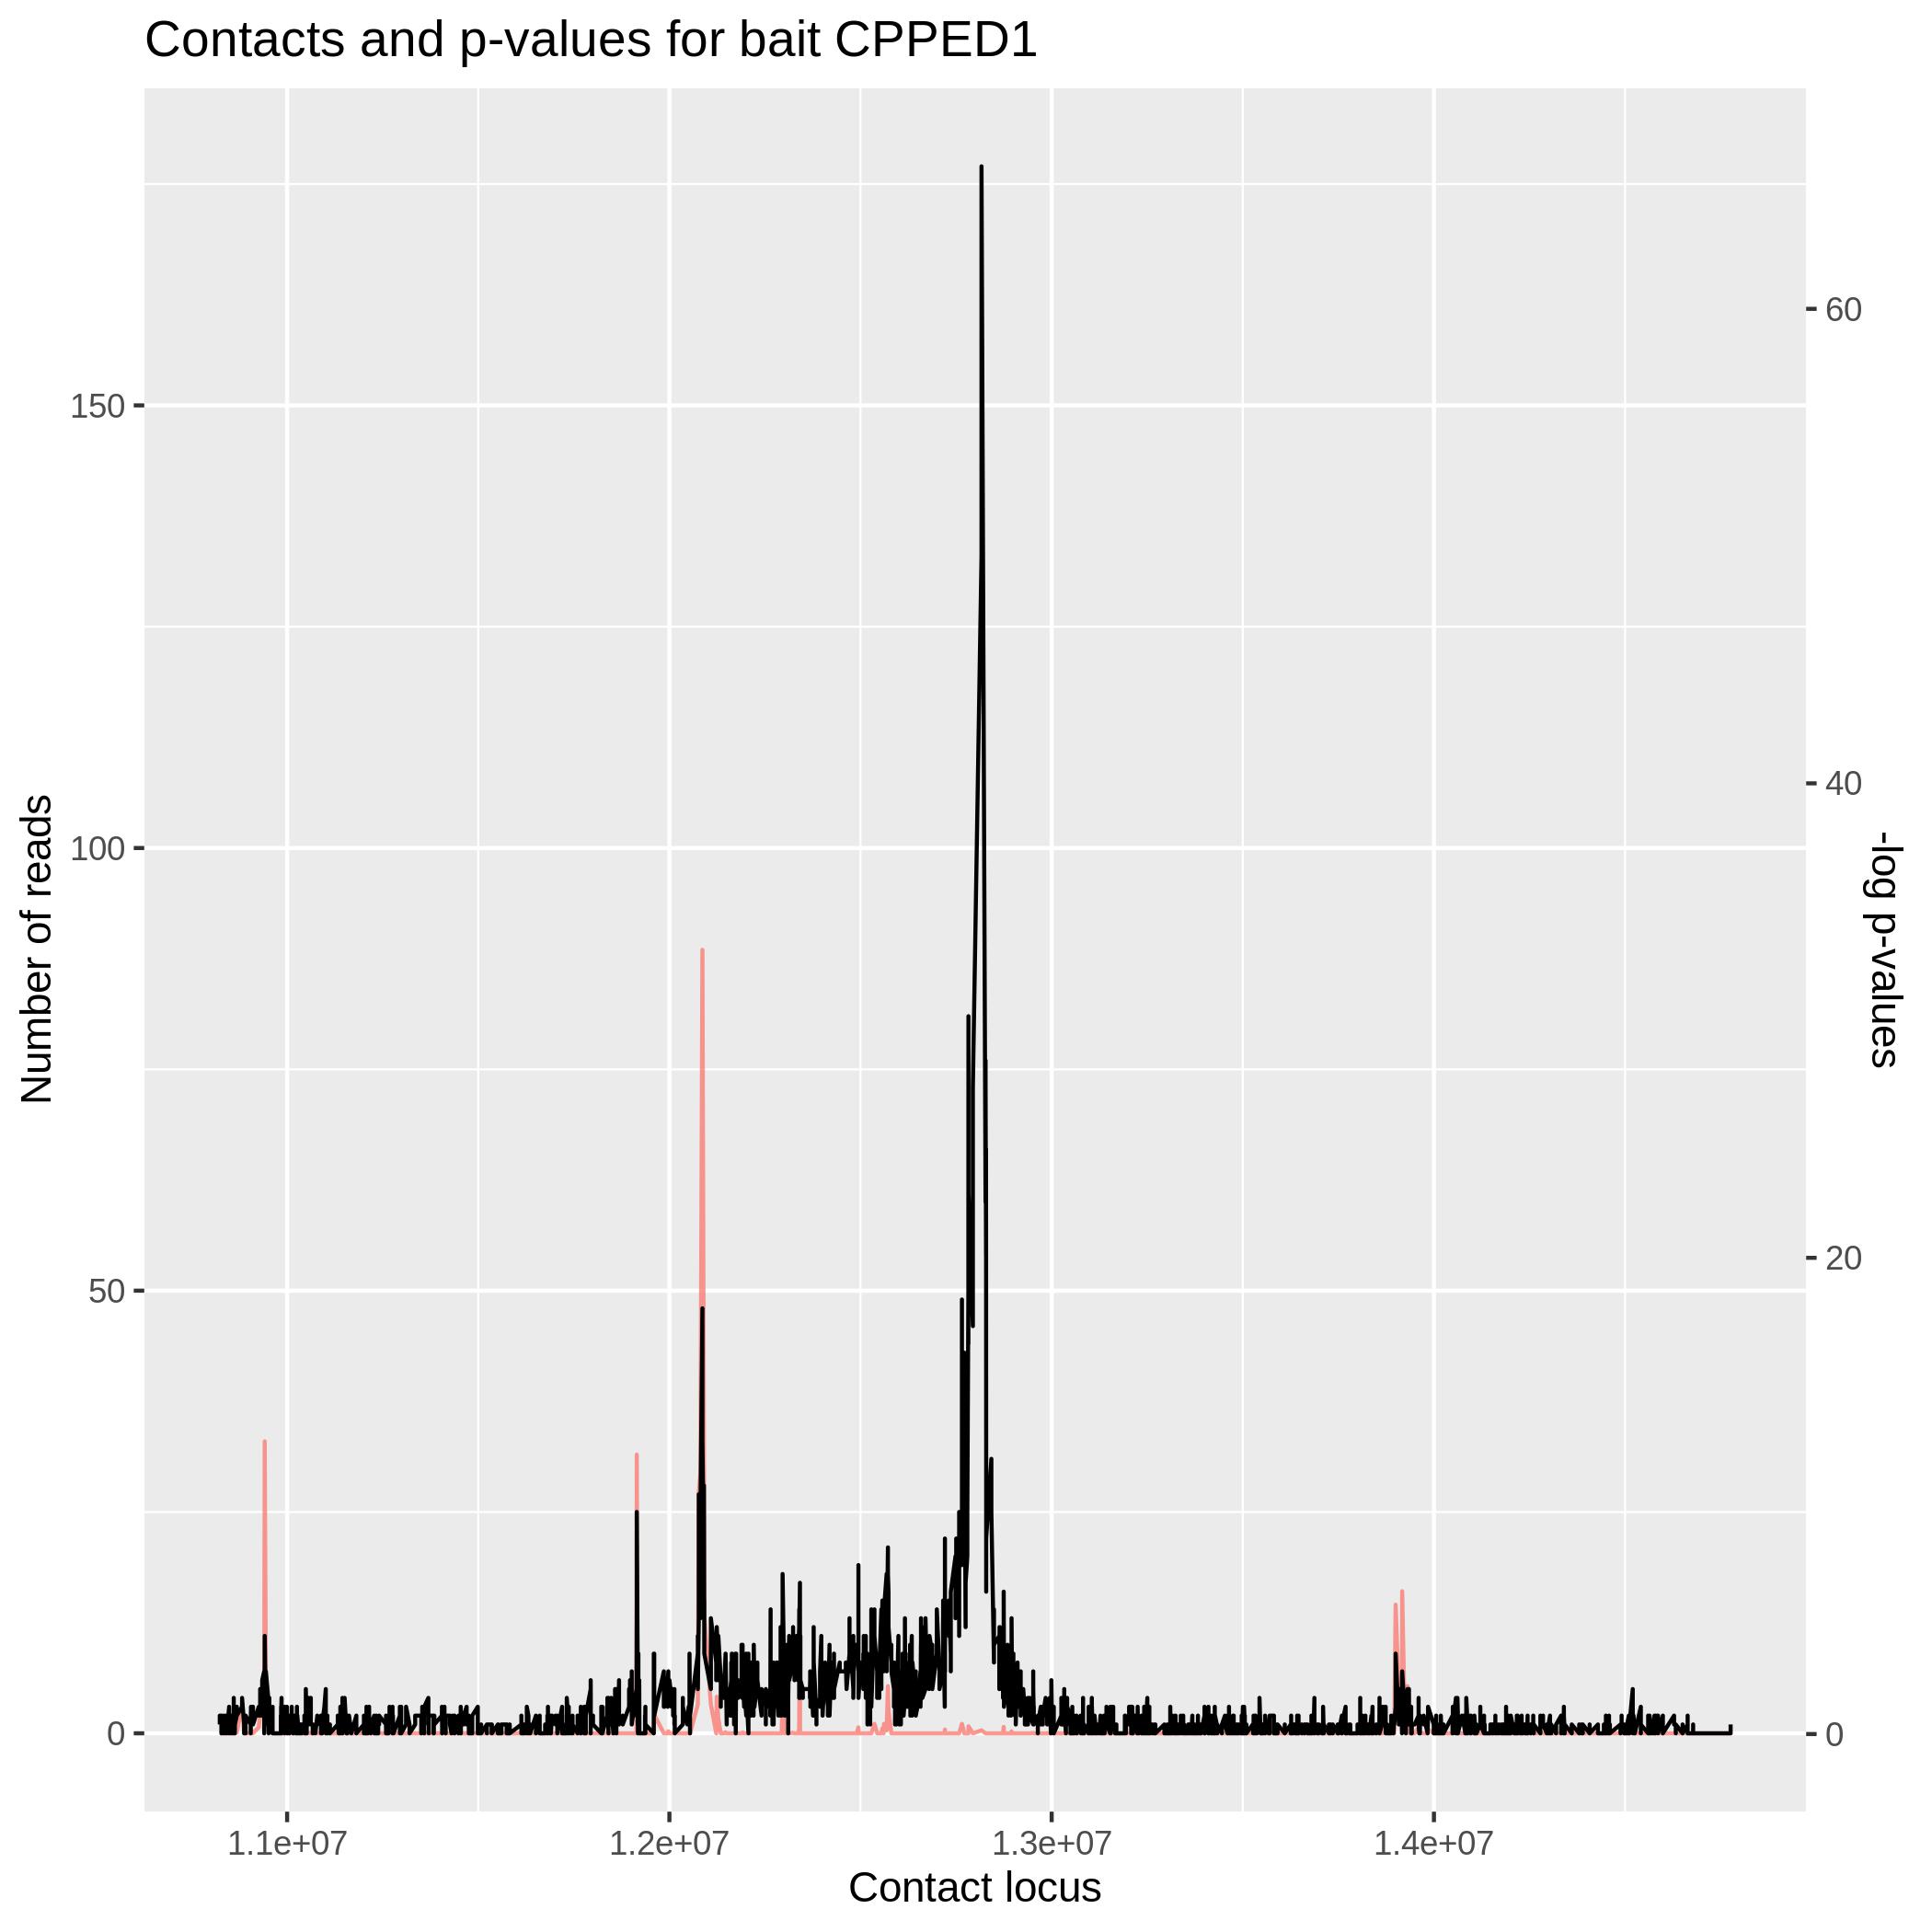 Contacts and p-values for bait CPPED1
Number of reads
150
100
50
0
60
40
20
0
-log p-values
1.1e+07
1.2e+07
1.3e+07
1.4e+07
Contact locus